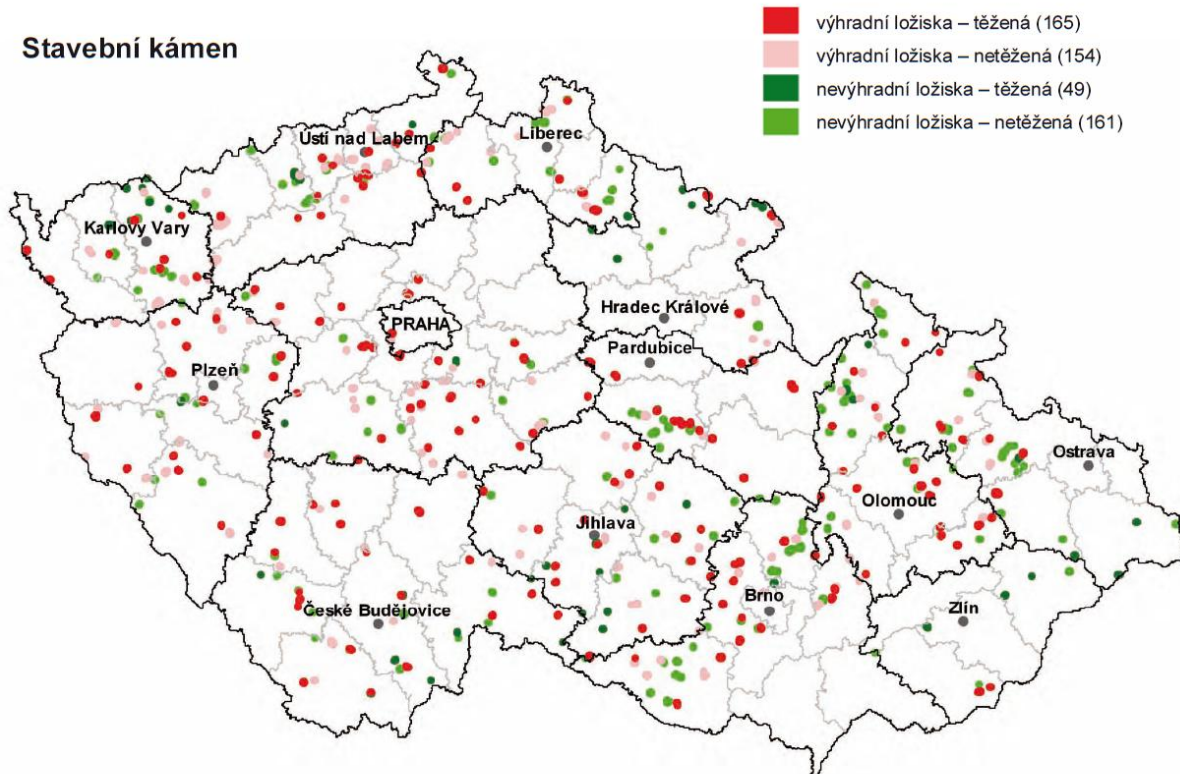 Stavební kámen
výhradní ložiska – těžená (165)
výhradní ložiska – netěžená (154)
nevýhradní ložiska – těžená (49)
nevýhradní ložiska – netěžená (161)
Ústí nad Labem
Liberec
Karlovy Vary
Hradec Králové
PRAHA
Pardubice
Plzeň
Ostrava
Olomouc
Jihlava
Brno
Zlín
České Budějovice